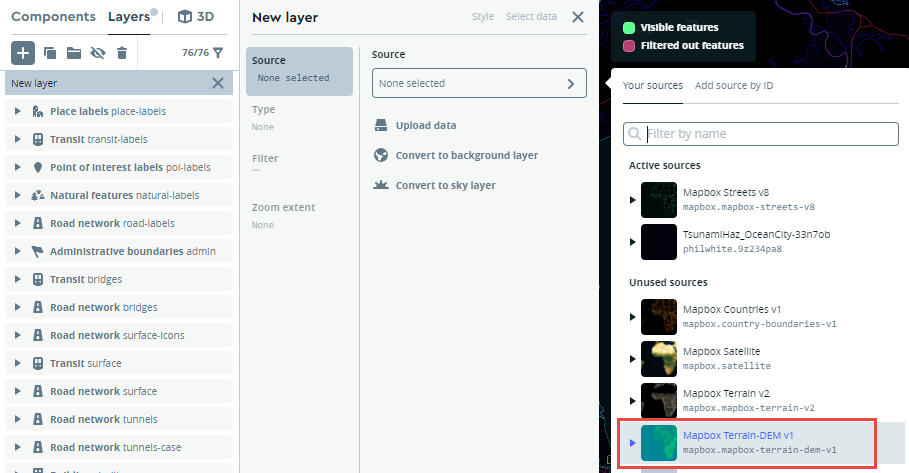 Components Layers 3D
76/76
New layer
Place labels place-labels
Transit transit-labels
Point of interest labels poi-labels
Natural features natural-labels
Road network road-labels
Administrative boundaries admin
Transit bridges
Road network bridges
Road network surface-icons
Transit surface
Road network surface
Road network tunnels
Road network tunnels-case
New layer Style Select data
Source
None selected
Type
None
Filter
—
Zoom extent
None
Source
None selected
Upload data
Convert to background layer
Convert to sky layer
Visible features
Filtered out features
Your sources Add source by ID
Filter by name
Active sources
Mapbox Streets v8
mapbox.mapbox-streets-v8
TsunamiHaz_OceanCity-33n7ob
philwhite.9z234pa8
Unused sources
Mapbox Countries v1
mapbox.country-boundaries-v1
Mapbox Satellite
mapbox.satellite
Mapbox Terrain v2
mapbox.mapbox-terrain-v2
Mapbox Terrain-DEM v1
mapbox.mapbox-terrain-dem-v1